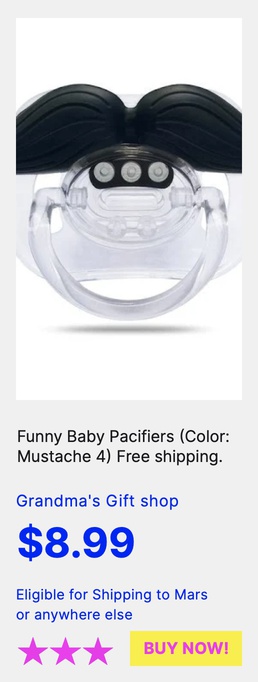 Funny Baby Pacifiers (Color:
Mustache 4) Free shipping.
Grandma's Gift shop
$8.99
Eligible for Shipping to Mars
or anywhere else
BUY NOW!